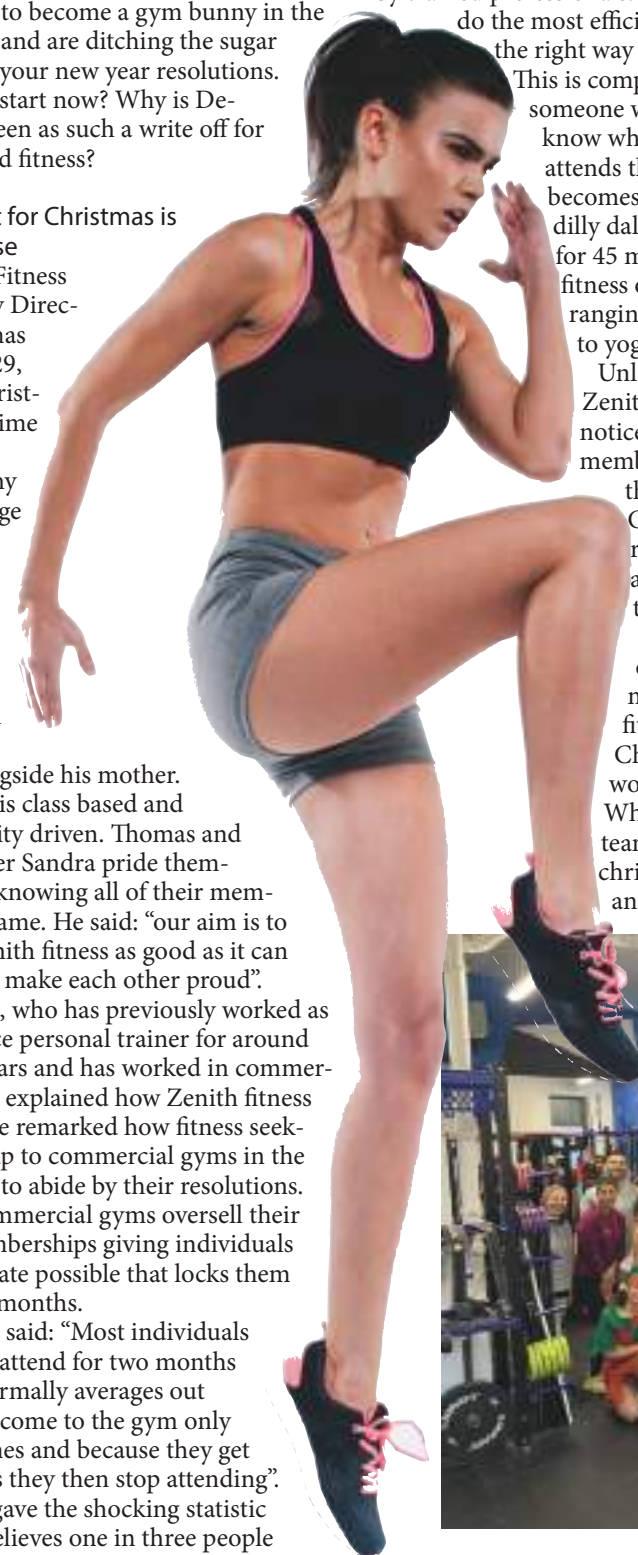 to become a gym bunny in the
and are ditching the sugar
your new year resolutions.
start now? Why is De-
een as such a write off for
d fitness?
t for Christmas is
se
Fitness
y Direc-
has
29,
rist-
ime
ny
ge
gside his mother.
is class based and
ity driven. Thomas and
er Sandra pride them-
knowing all of their mem-
ame. He said: “our aim is to
nith fitness as good as it can
make each other proud”.
, who has previously worked as
ce personal trainer for around
ars and has worked in commer-
explained how Zenith fitness
e remarked how fitness seek-
p to commercial gyms in the
to abide by their resolutions.
mmercial gyms oversell their
mberships giving individuals
ate possible that locks them
months.
said: “Most individuals
attend for two months
rmally averages out
come to the gym only
nes and because they get
s they then stop attending”.
gave the shocking statistic
elieves one in three people
do the most effici
the right way
This is comp
someone w
know wh
attends th
becomes
dilly dal
for 45 m
fitness c
rangin
to yog
Unl
Zenit
notice
memb
th
C
r
a
t
n
fi
Ch
wo
Wh
team
chri
an